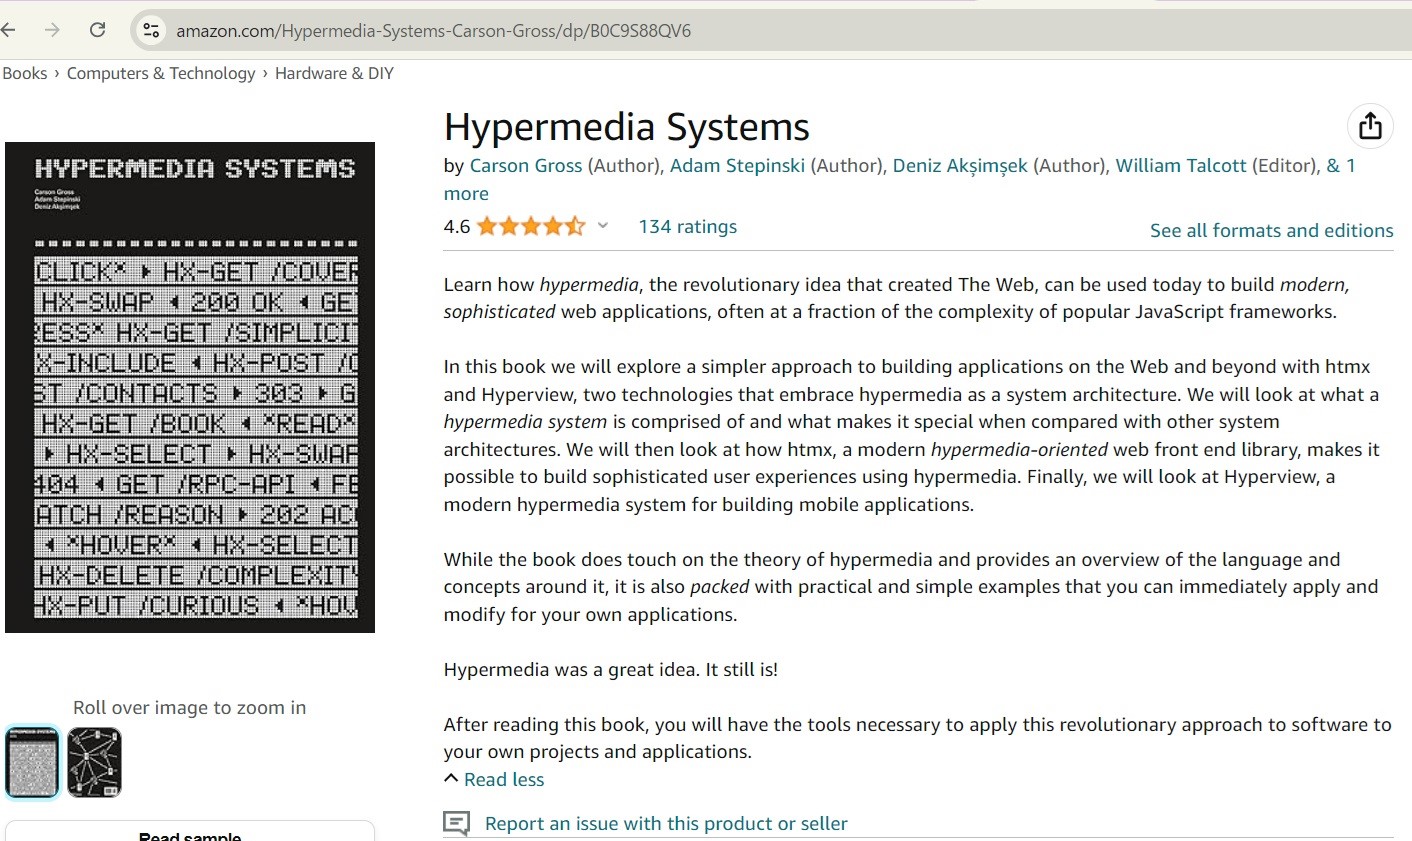 amazon.com/Hypermedia-Systems-Carson-Gross/dp/B0C9S88QV6
Books › Computers & Technology › Hardware & DIY
HYPERMEDIA SYSTEMS
Carson Gross
Adam Stepinski
Deniz Akşimşek
CLICK* ▸ HX-GET /COVER
HX-SWAP ◂ 200 OK ◂ GE
RESS* HX-GET /SIMPLICI
X-INCLUDE ◂ HX-POST /
ST /CONTACTS ▸ 303 ▸ G
HX-GET /BOOK ◂ *READ*
▸ HX-SELECT ▸ HX-SWAP
404 ◂ GET /RPC-API ◂ FE
ATCH /REASON ▸ 202 AC
◂ *HOVER* ◂ HX-SELECT
HX-DELETE /COMPLEXIT
HX-PUT /CURIOUS ◂ *HOV
Roll over image to zoom in
Read sample
Hypermedia Systems
by Carson Gross (Author), Adam Stepinski (Author), Deniz Akşimşek (Author), William Talcott (Editor), & 1
more
4.6 134 ratings
See all formats and editions
Learn how hypermedia, the revolutionary idea that created The Web, can be used today to build modern,
sophisticated web applications, often at a fraction of the complexity of popular JavaScript frameworks.
In this book we will explore a simpler approach to building applications on the Web and beyond with htmx
and Hyperview, two technologies that embrace hypermedia as a system architecture. We will look at what a
hypermedia system is comprised of and what makes it special when compared with other system
architectures. We will then look at how htmx, a modern hypermedia-oriented web front end library, makes it
possible to build sophisticated user experiences using hypermedia. Finally, we will look at Hyperview, a
modern hypermedia system for building mobile applications.
While the book does touch on the theory of hypermedia and provides an overview of the language and
concepts around it, it is also packed with practical and simple examples that you can immediately apply and
modify for your own applications.
Hypermedia was a great idea. It still is!
After reading this book, you will have the tools necessary to apply this revolutionary approach to software to
your own projects and applications.
Read less
Report an issue with this product or seller